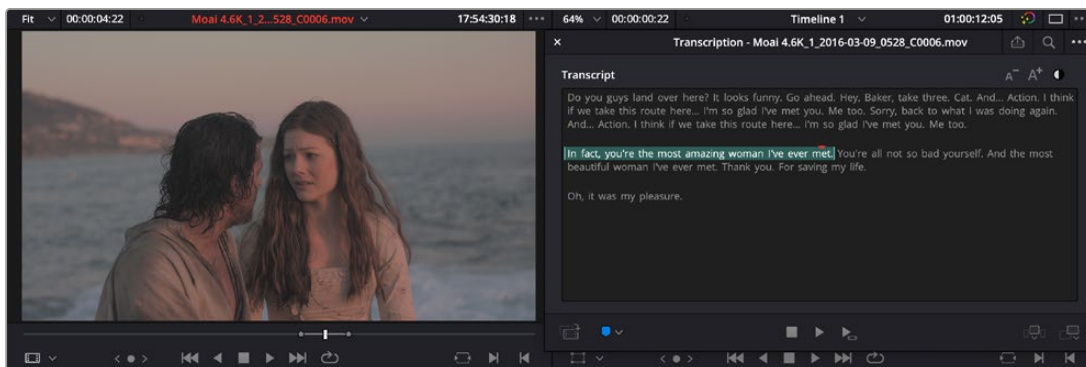 Fit 00:00:04:22 Moai 4.6K_1_2...528_C0006.mov 17:54:30:18 64% 00:00:00:22 Timeline 1 01:00:12:05
Transcription - Moai 4.6K_1_2016-03-09_0528_C0006.mov
Transcript A⁻ A⁺
Do you guys land over here? It looks funny. Go ahead. Hey, Baker, take three. Cat. And... Action. I think
if we take this route here... I'm so glad I've met you. Me too. Sorry, back to what I was doing again.
And... Action. I think if we take this route here... I'm so glad I've met you. Me too.
In fact, you're the most amazing woman I've ever met. You're all not so bad yourself. And the most
beautiful woman I've ever met. Thank you. For saving my life.
Oh, it was my pleasure.